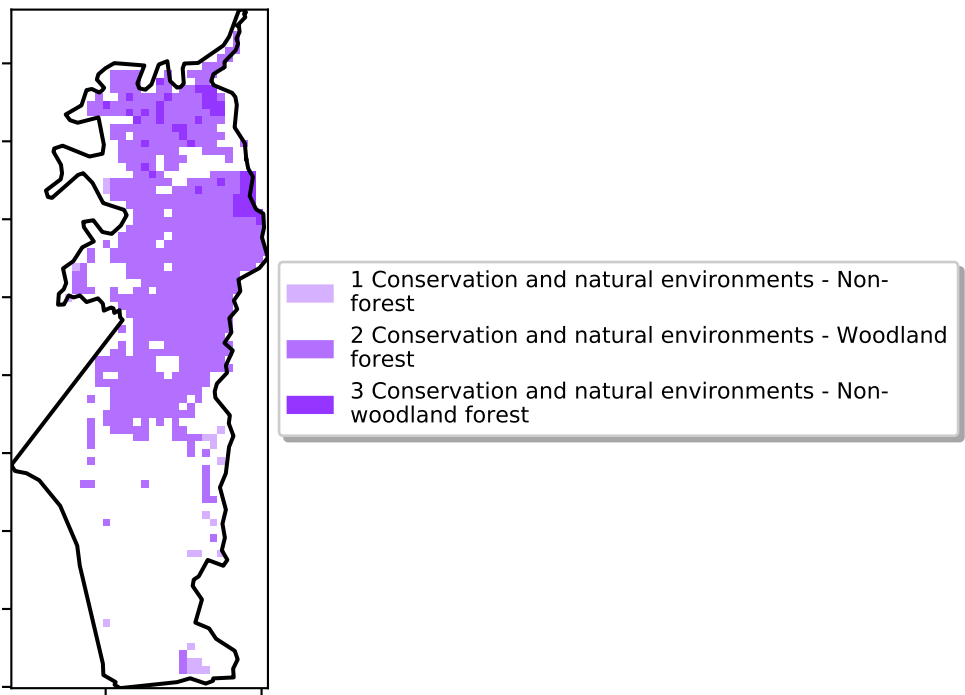 1 Conservation and natural environments - Non-
forest
2 Conservation and natural environments - Woodland
forest
3 Conservation and natural environments - Non-
woodland forest